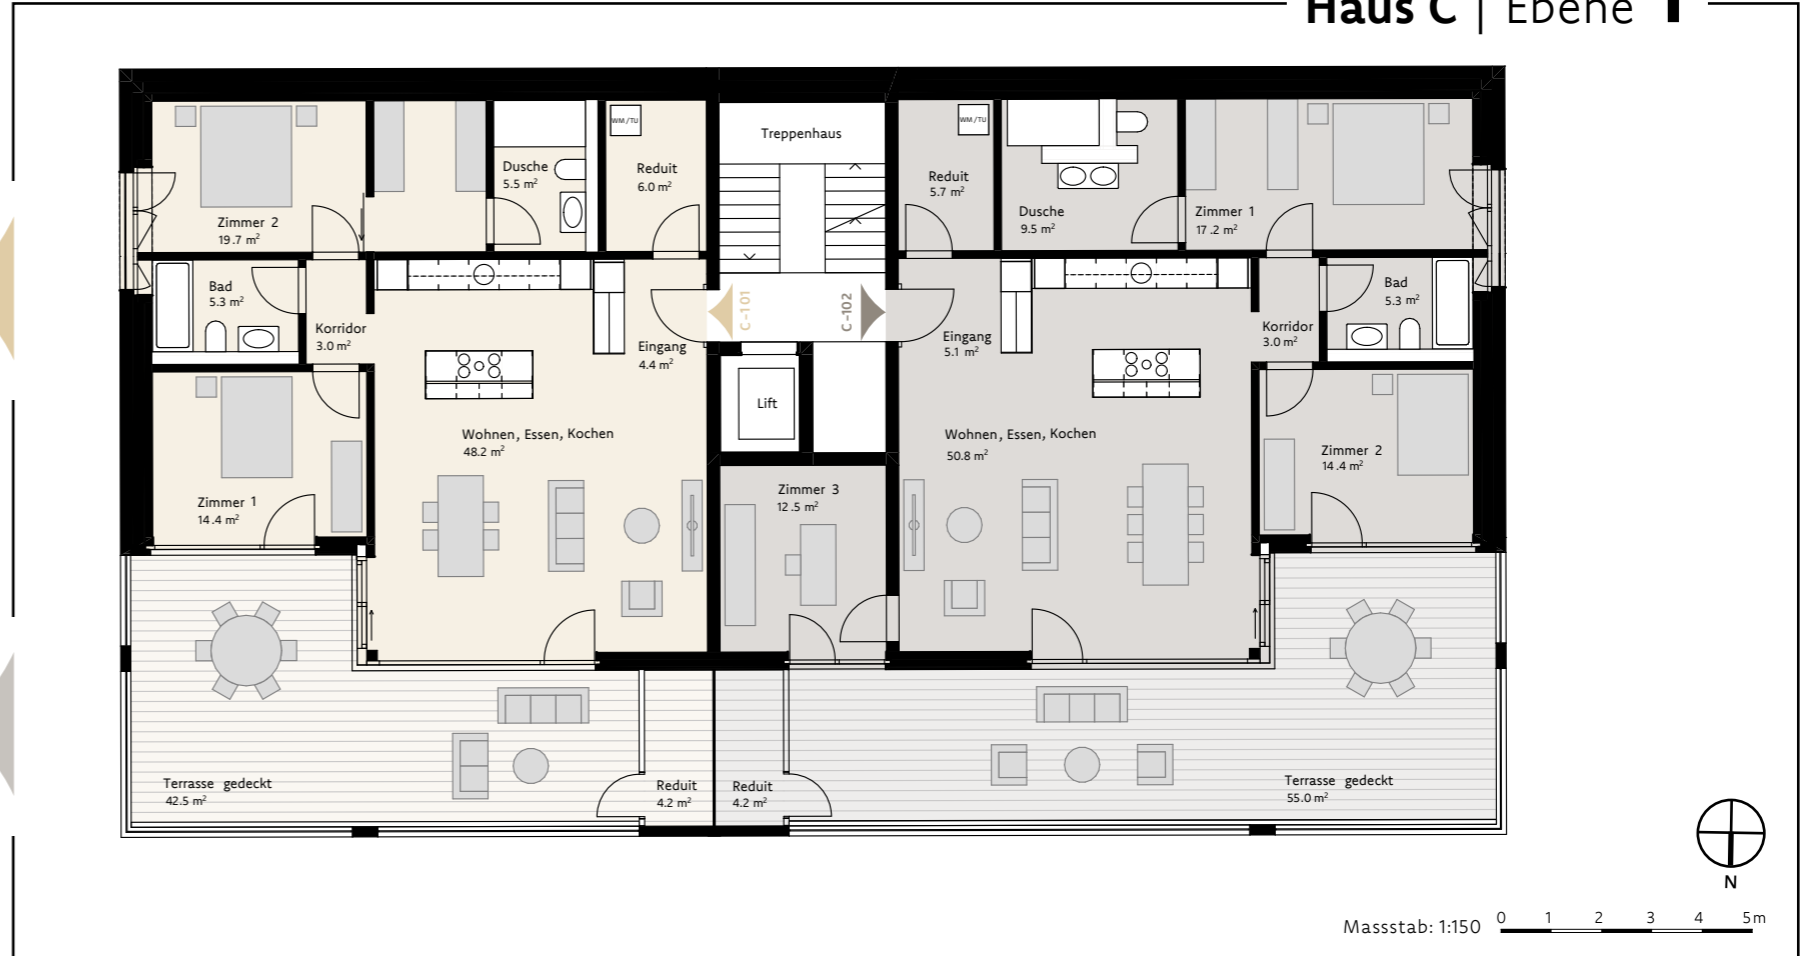 Haus C | Ebene 1
Treppenhaus
WM/TU
WM/TU
Dusche
5.5 m²
Reduit
6.0 m²
Reduit
5.7 m²
Dusche
9.5 m²
Zimmer 1
17.2 m²
Zimmer 2
19.7 m²
Bad
5.3 m²
Korridor
3.0 m²
Eingang
4.4 m²
C-101
C-102
Eingang
5.1 m²
Korridor
3.0 m²
Bad
5.3 m²
Lift
Wohnen, Essen, Kochen
48.2 m²
Wohnen, Essen, Kochen
50.8 m²
Zimmer 2
14.4 m²
Zimmer 1
14.4 m²
Zimmer 3
12.5 m²
Terrasse gedeckt
42.5 m²
Reduit
4.2 m²
Reduit
4.2 m²
Terrasse gedeckt
55.0 m²
N
Massstab: 1:150
0 1 2 3 4 5m